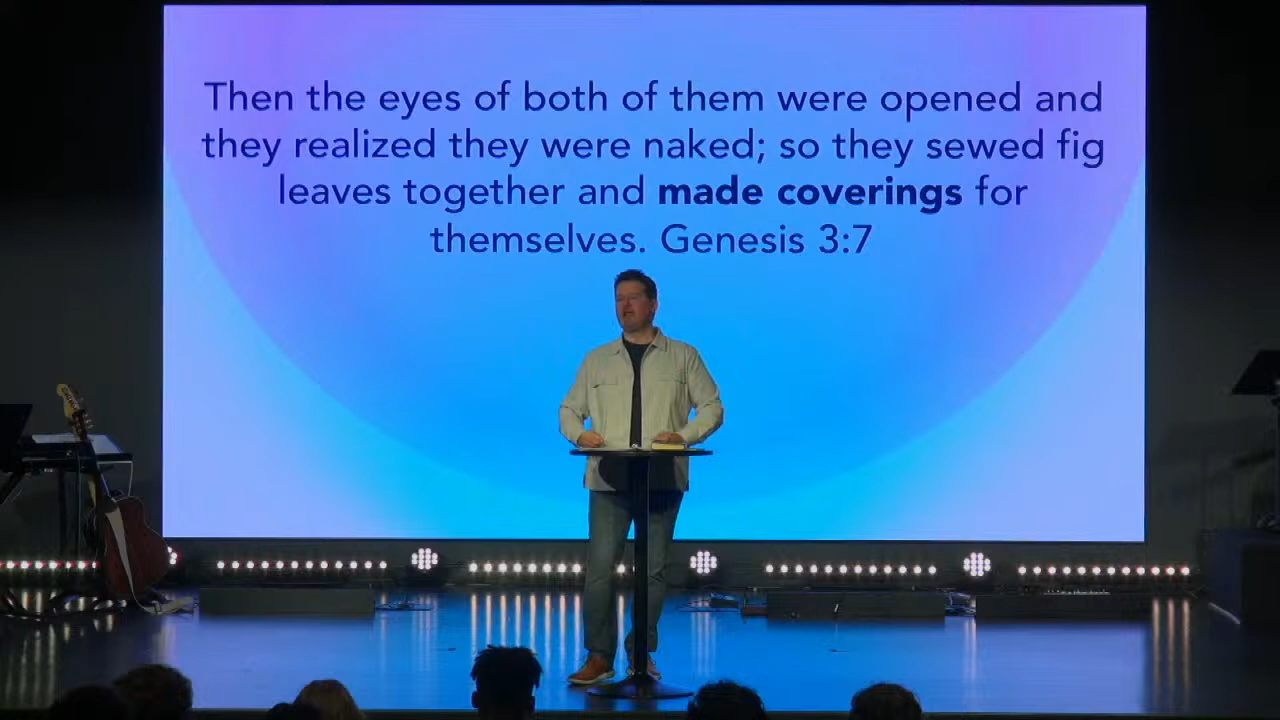 Then the eyes of both of them were opened and
they realized they were naked; so they sewed fig
leaves together and made coverings for
themselves. Genesis 3:7